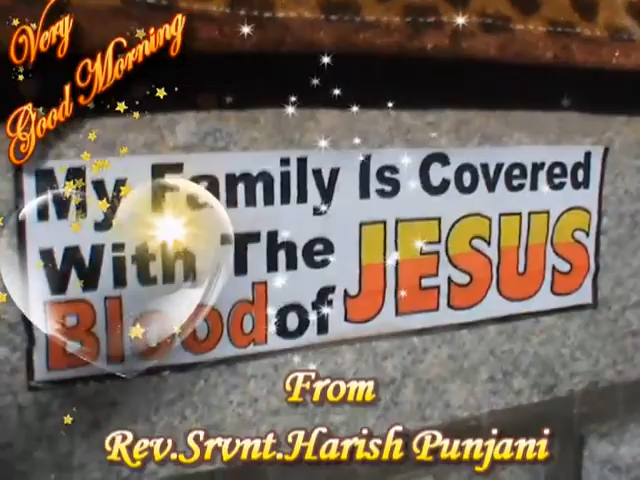 Very
Good Morning
My Family Is Covered
With The
Blood of JESUS
From
Rev.Srvnt.Harish Punjani